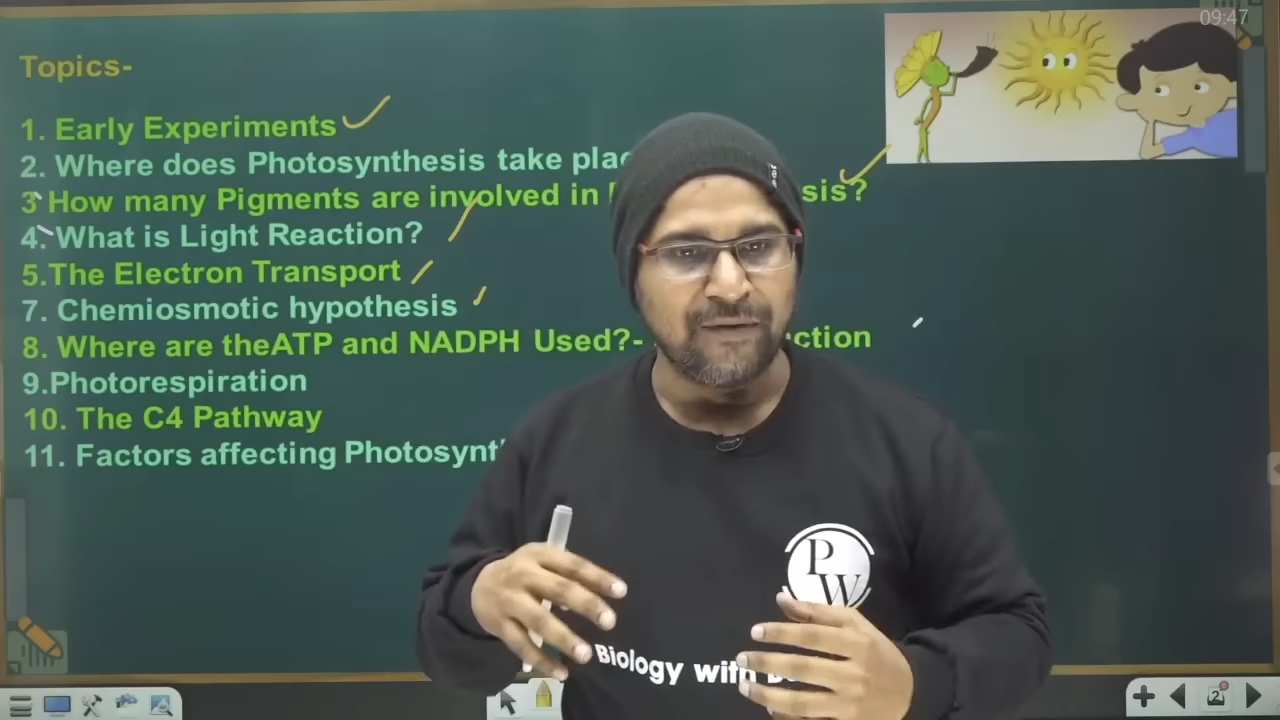 09:47
Topics-
1. Early Experiments
2. Where does Photosynthesis take
3 How many Pigments are involved in sis?
4. What is Light Reaction?
5.The Electron Transport
7. Chemiosmotic hypothesis
8. Where are theATP and NADPH Used?- ction
9.Photorespiration
10. The C4 Pathway
11. Factors affecting Photosynt
PW
Biology with
2